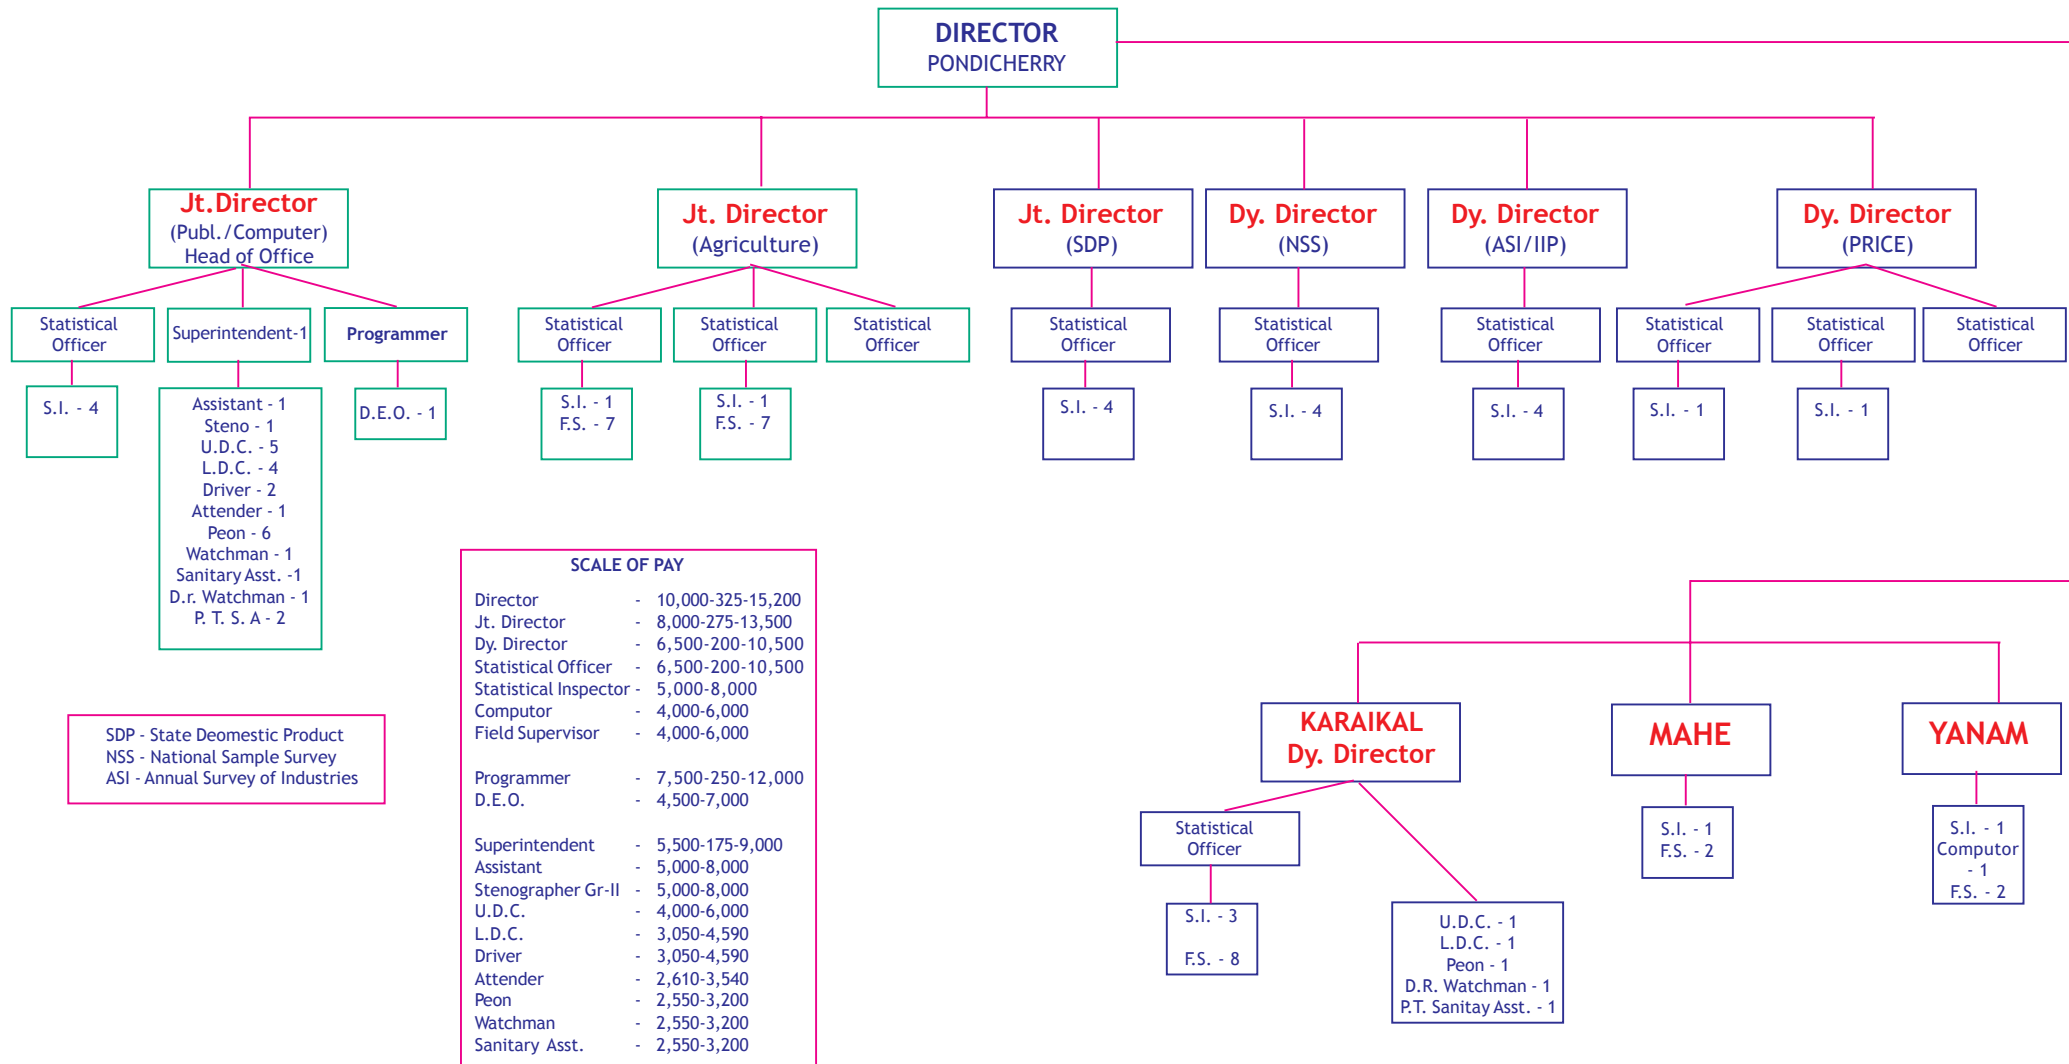 DIRECTOR
PONDICHERRY
Jt.Director
(Publ./Computer)
Head of Office
Jt. Director
(Agriculture)
Jt. Director
(SDP)
Dy. Director
(NSS)
Dy. Director
(ASI/IIP)
Dy. Director
(PRICE)
Statistical
Officer
Superintendent-1
Programmer
Statistical
Officer
Statistical
Officer
Statistical
Officer
Statistical
Officer
Statistical
Officer
Statistical
Officer
Statistical
Officer
Statistical
Officer
Statistical
Officer
S.I. - 4
Assistant - 1
Steno - 1
U.D.C. - 5
L.D.C. - 4
Driver - 2
Attender - 1
Peon - 6
Watchman - 1
Sanitary Asst. -1
D.r. Watchman - 1
P. T. S. A - 2
D.E.O. - 1
S.I. - 1
F.S. - 7
S.I. - 1
F.S. - 7
S.I. - 4
S.I. - 4
S.I. - 4
S.I. - 1
S.I. - 1
SCALE OF PAY
Director - 10,000-325-15,200
Jt. Director - 8,000-275-13,500
Dy. Director - 6,500-200-10,500
Statistical Officer - 6,500-200-10,500
Statistical Inspector - 5,000-8,000
Computor - 4,000-6,000
Field Supervisor - 4,000-6,000
Programmer - 7,500-250-12,000
D.E.O. - 4,500-7,000
Superintendent - 5,500-175-9,000
Assistant - 5,000-8,000
Stenographer Gr-II - 5,000-8,000
U.D.C. - 4,000-6,000
L.D.C. - 3,050-4,590
Driver - 3,050-4,590
Attender - 2,610-3,540
Peon - 2,550-3,200
Watchman - 2,550-3,200
Sanitary Asst. - 2,550-3,200
SDP - State Deomestic Product
NSS - National Sample Survey
ASI - Annual Survey of Industries
KARAIKAL
Dy. Director
MAHE
YANAM
Statistical
Officer
S.I. - 3
F.S. - 8
U.D.C. - 1
L.D.C. - 1
Peon - 1
D.R. Watchman - 1
P.T. Sanitay Asst. - 1
S.I. - 1
F.S. - 2
S.I. - 1
Computor
- 1
F.S. - 2